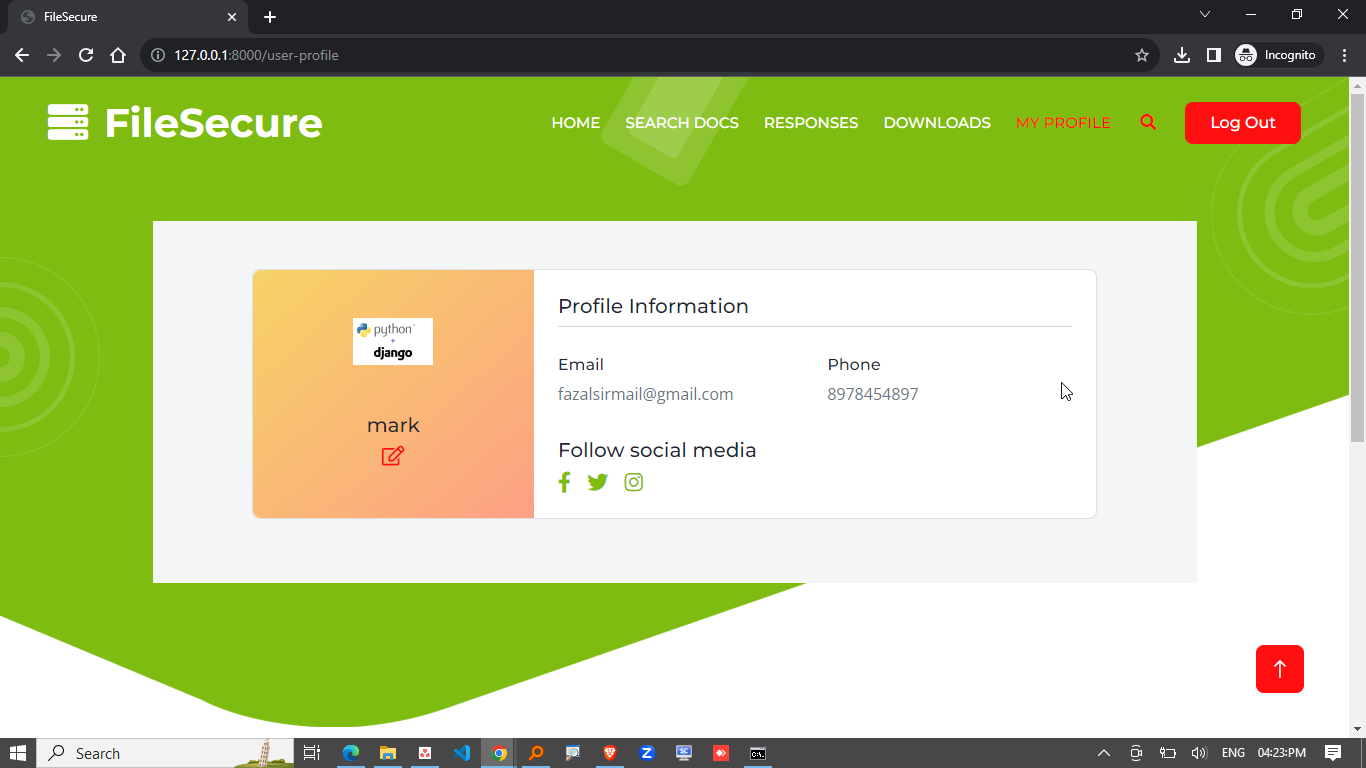 FileSecure
127.0.0.1:8000/user-profile
Incognito
FileSecure
HOME
SEARCH DOCS
RESPONSES
DOWNLOADS
MY PROFILE
Log Out
python
+
django
mark
Profile Information
Email
Phone
fazalsirmail@gmail.com
8978454897
Follow social media
Search
ENG
04:23:PM